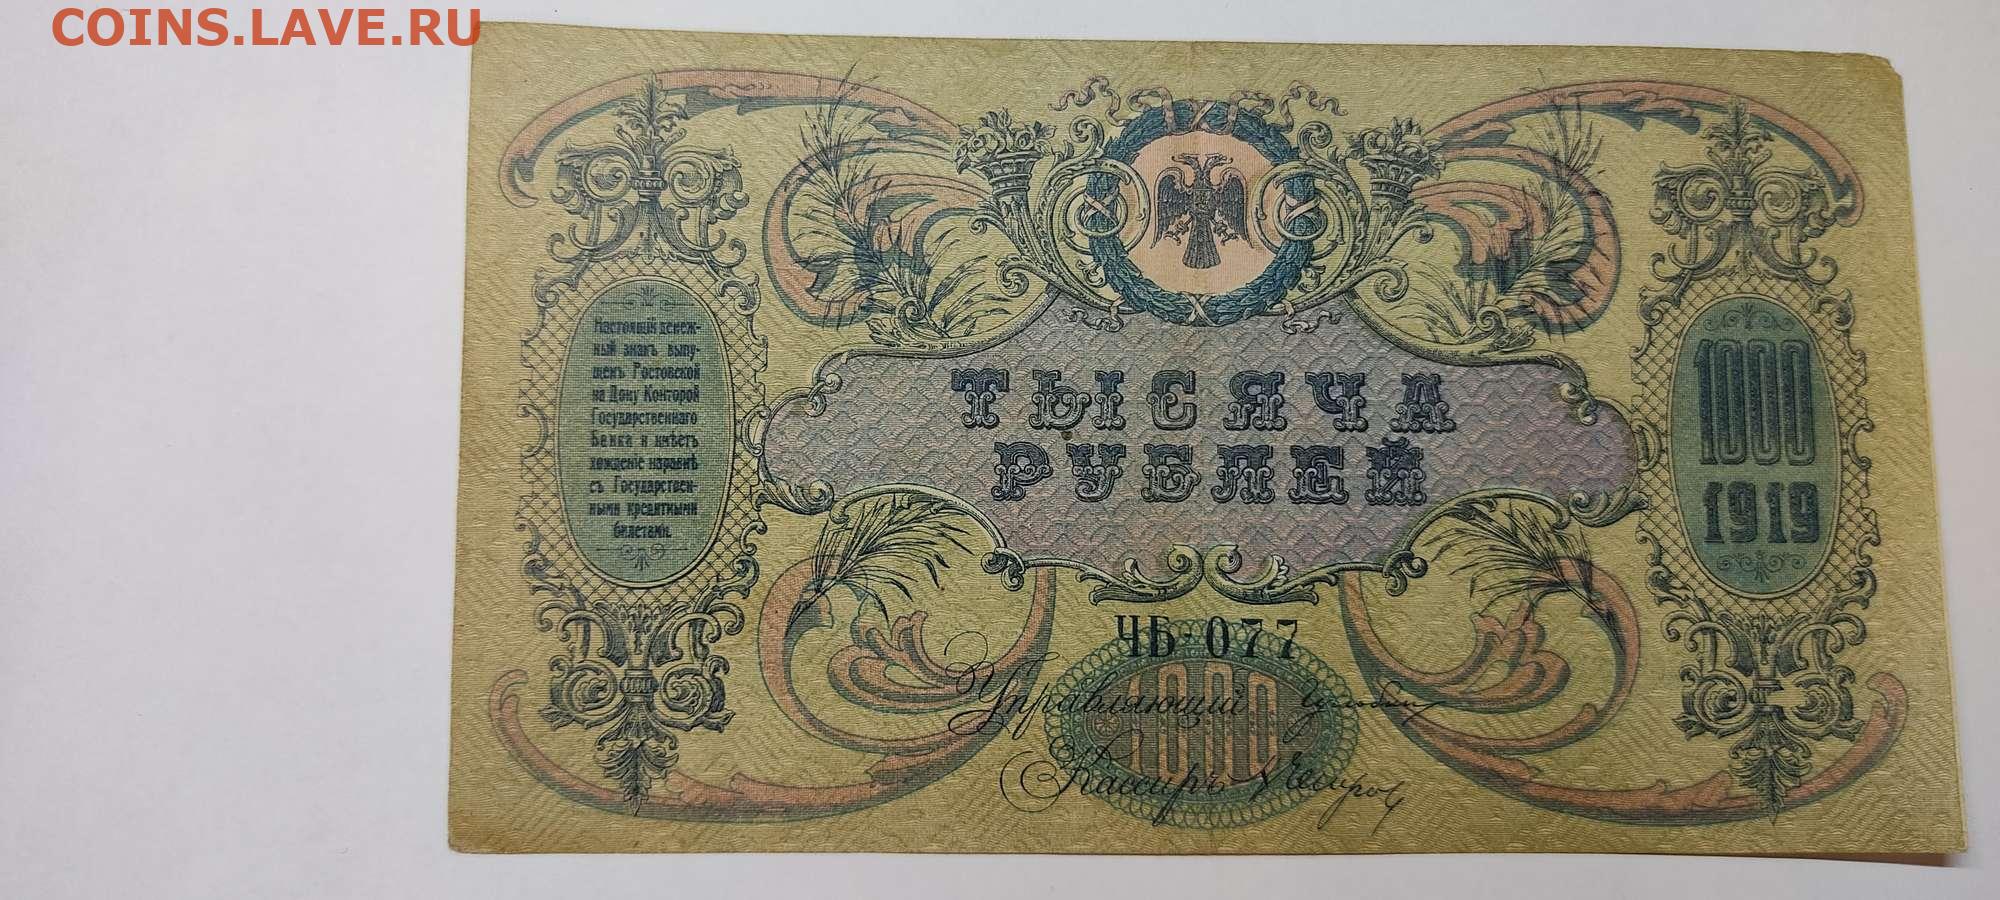 COINS.LAVE.RU
Настоящій денеж-
ный знакъ выпу-
щенъ Ростовской
на Дону Конторой
Государственнаго
Банка и имѣетъ
хожденіе наравнѣ
съ Государствен-
ными кредитными
билетами.
ТЫСЯЧА
РУБЛЕЙ
1000
1919
ЧБ-077
1000
Управляющій
Кассиръ